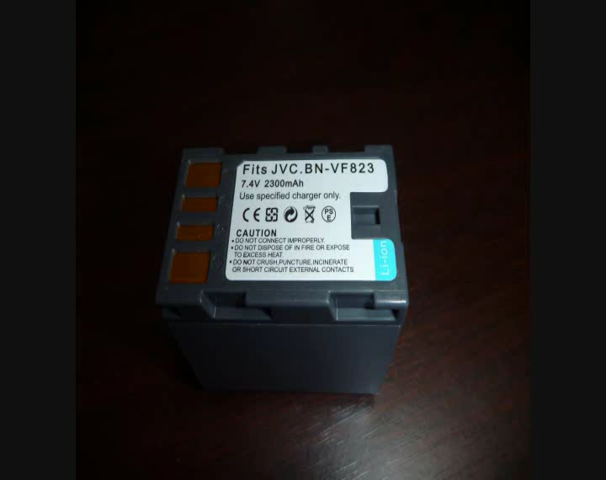 Fits JVC.BN-VF823
7.4V 2300mAh
Use specified charger only.
CE PS E
CAUTION
• DO NOT CONNECT IMPROPERLY.
• DO NOT DISPOSE OF IN FIRE OR EXPOSE
TO EXCESS HEAT.
• DO NOT CRUSH,PUNCTURE,INCINERATE
OR SHORT CIRCUIT EXTERNAL CONTACTS
Li-ion